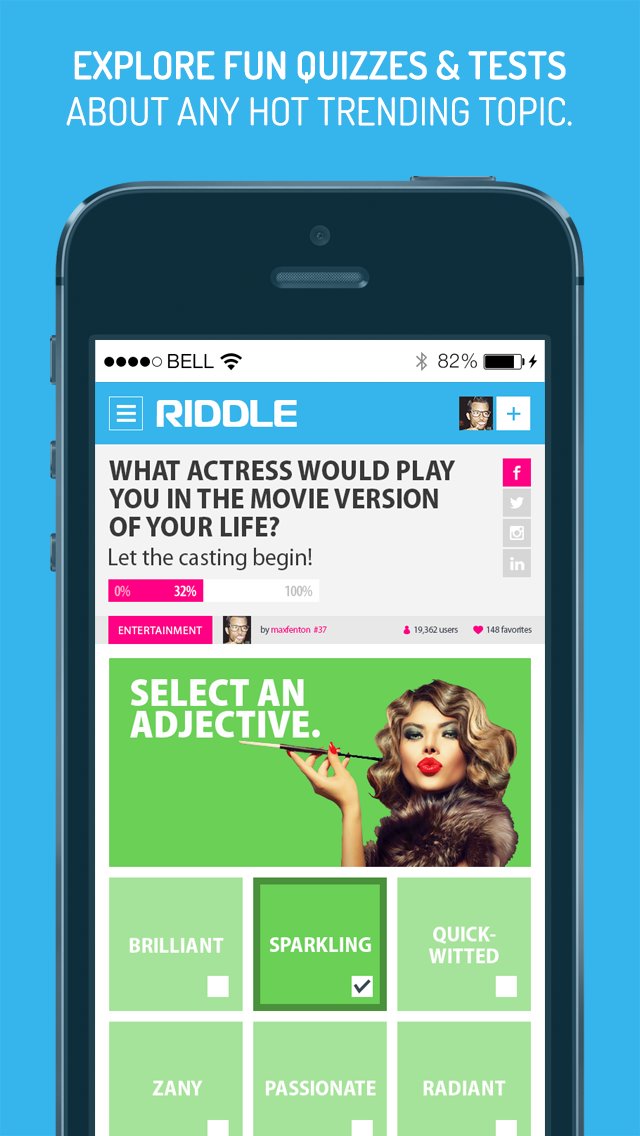 EXPLORE FUN QUIZZES & TESTS
ABOUT ANY HOT TRENDING TOPIC.
BELL 82%
RIDDLE
WHAT ACTRESS WOULD PLAY
YOU IN THE MOVIE VERSION
OF YOUR LIFE?
Let the casting begin!
0% 32% 100%
ENTERTAINMENT by maxfenton #37 19,362 users 148 favorites
SELECT AN
ADJECTIVE.
BRILLIANT
SPARKLING
QUICK-
WITTED
ZANY
PASSIONATE
RADIANT